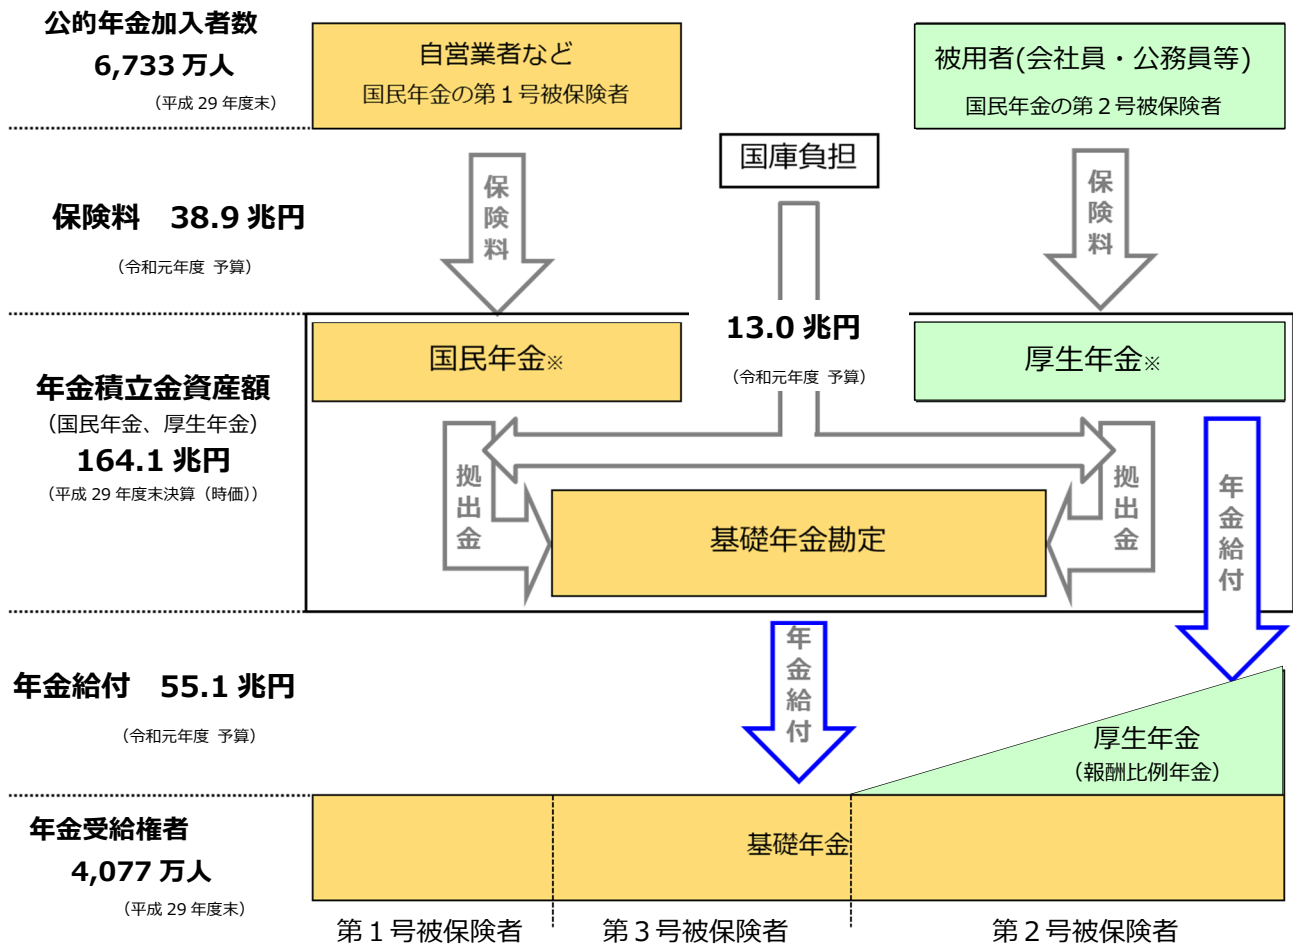 公的年金加入者数
6,733 万人
（平成 29 年度末）
自営業者など
国民年金の第１号被保険者
被用者(会社員・公務員等)
国民年金の第２号被保険者
国庫負担
保険料
保険料
保険料　38.9 兆円
（令和元年度 予算）
13.0 兆円
（令和元年度 予算）
国民年金※
厚生年金※
年金積立金資産額
（国民年金、厚生年金）
164.1 兆円
（平成 29 年度末決算（時価））
拠出金
拠出金
基礎年金勘定
年金給付
年金給付
年金給付　55.1 兆円
（令和元年度 予算）
厚生年金
（報酬比例年金）
年金受給権者
4,077 万人
（平成 29 年度末）
基礎年金
第１号被保険者
第３号被保険者
第２号被保険者